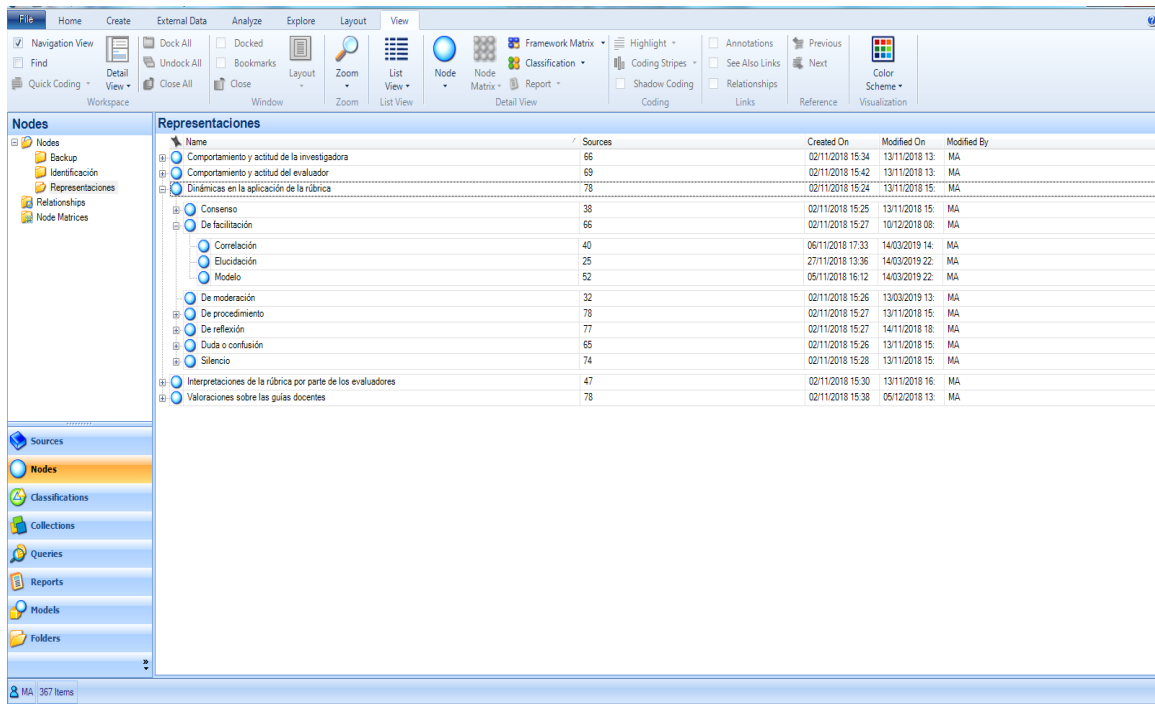 File Home Create External Data Analyze Explore Layout View
Navigation View Dock All Docked Framework Matrix Highlight Annotations Previous
Find Undock All Bookmarks Classification Coding Stripes See Also Links Next
Quick Coding Detail View Close All Close Layout Zoom List View Node Node Matrix Report Shadow Coding Relationships Color Scheme
Workspace Window Zoom List View Detail View Coding Links Reference Visualization
Nodes
Nodes
Backup
Identificación
Representaciones
Relationships
Node Matrices
Representaciones
Name / Sources Created On Modified On Modified By
Comportamiento y actitud de la investigadora 66 02/11/2018 15:34 13/11/2018 13: MA
Comportamiento y actitud del evaluador 69 02/11/2018 15:42 13/11/2018 13: MA
Dinámicas en la aplicación de la rúbrica 78 02/11/2018 15:24 13/11/2018 15: MA
Consenso 38 02/11/2018 15:25 13/11/2018 15: MA
De facilitación 66 02/11/2018 15:27 10/12/2018 08: MA
Correlación 40 06/11/2018 17:33 14/03/2019 14: MA
Elucidación 25 27/11/2018 13:36 14/03/2019 22: MA
Modelo 52 05/11/2018 16:12 14/03/2019 22: MA
De moderación 32 02/11/2018 15:26 13/03/2019 13: MA
De procedimiento 78 02/11/2018 15:27 13/11/2018 15: MA
De reflexión 77 02/11/2018 15:27 14/11/2018 18: MA
Duda o confusión 65 02/11/2018 15:26 13/11/2018 15: MA
Silencio 74 02/11/2018 15:28 13/11/2018 15: MA
Interpretaciones de la rúbrica por parte de los evaluadores 47 02/11/2018 15:30 13/11/2018 16: MA
Valoraciones sobre las guías docentes 78 02/11/2018 15:38 05/12/2018 13: MA
Sources
Nodes
Classifications
Collections
Queries
Reports
Models
Folders
MA 367 Items